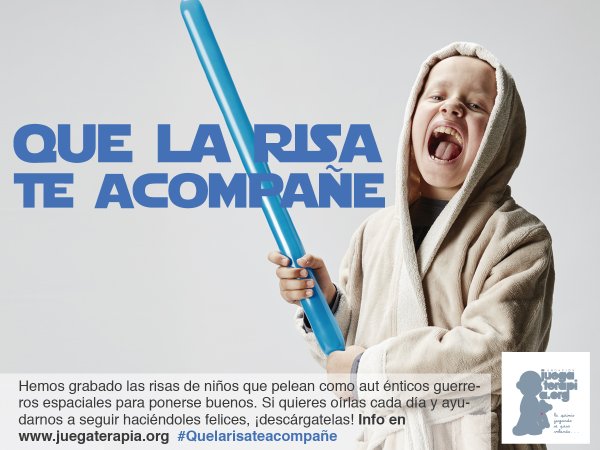 QUE LA RISA
TE ACOMPAÑE
Hemos grabado las risas de niños que pelean como aut énticos guerre-
ros espaciales para ponerse buenos. Si quieres oírlas cada día y ayu-
darnos a seguir haciéndoles felices, ¡descárgatelas! Info en
www.juegaterapia.org #Quelarisateacompañe
juega
terapi
a.org